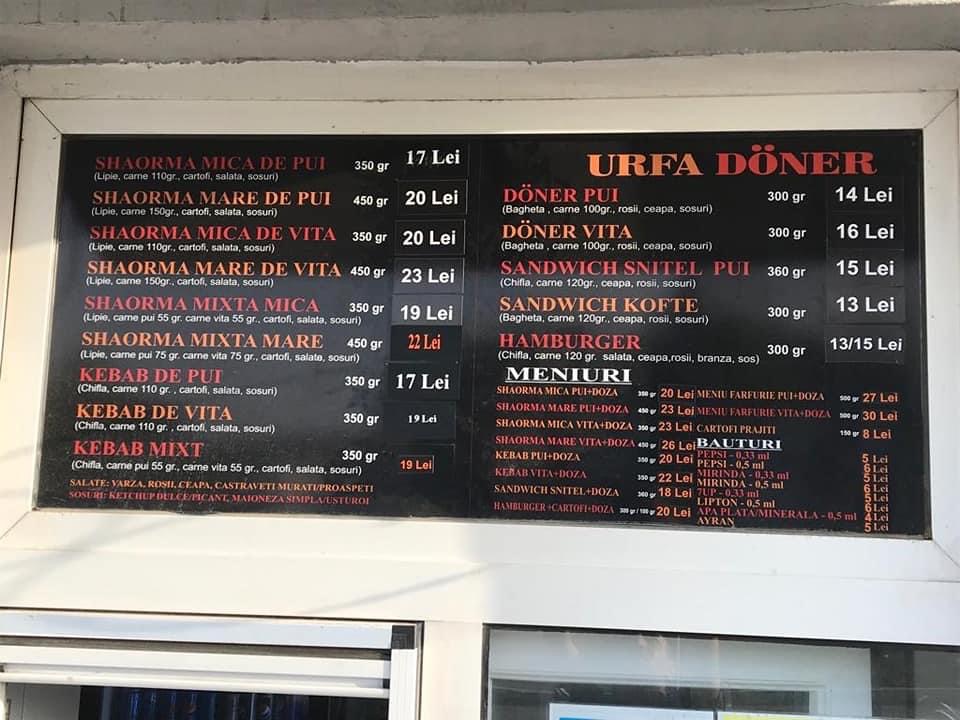 SHAORMA MICA DE PUI 350 gr 17 Lei
(Lipie, carne 110gr., cartofi, salata, sosuri)
SHAORMA MARE DE PUI 450 gr 20 Lei
(Lipie, carne 150gr., cartofi, salata, sosuri)
SHAORMA MICA DE VITA 350 gr 20 Lei
(Lipie, carne 110gr., cartofi, salata, sosuri)
SHAORMA MARE DE VITA 450 gr 23 Lei
(Lipie, carne 150gr., cartofi, salata, sosuri)
SHAORMA MIXTA MICA 350 gr 19 Lei
(Lipie, carne pui 55 gr. carne vita 55 gr., cartofi, salata, sosuri)
SHAORMA MIXTA MARE 450 gr 22 Lei
(Lipie, carne pui 75 gr. carne vita 75 gr., cartofi, salata, sosuri)
KEBAB DE PUI 350 gr 17 Lei
(Chifla, carne 110 gr. , cartofi, salata, sosuri)
KEBAB DE VITA 350 gr 19 Lei
(Chifla, carne 110 gr. , cartofi, salata, sosuri)
KEBAB MIXT 350 gr 19 Lei
(Chifla, carne pui 55 gr., carne vita 55 gr., cartofi, salata, sosuri)
SALATE: VARZA, ROSII, CEAPA, CASTRAVETI MURATI/PROASPETI
SOSURI: KETCHUP DULCE/PICANT, MAIONEZA SIMPLA/USTUROI
URFA DÖNER
DÖNER PUI 300 gr 14 Lei
(Bagheta , carne 100gr., rosii, ceapa, sosuri)
DÖNER VITA 300 gr 16 Lei
(Bagheta , carne 100gr., rosii, ceapa, sosuri)
SANDWICH SNITEL PUI 360 gr 15 Lei
(Chifla, carne 120gr., ceapa, rosii, sosuri)
SANDWICH KOFTE 300 gr 13 Lei
(Bagheta, carne 120gr., ceapa, rosii, sosuri)
HAMBURGER 300 gr 13/15 Lei
(Chifla, carne 120 gr. salata, ceapa,rosii, branza, sos)
MENIURI
SHAORMA MICA PUI+DOZA 350 gr 20 Lei
SHAORMA MARE PUI+DOZA 450 gr 23 Lei
SHAORMA MICA VITA+DOZA 350 gr 23 Lei
SHAORMA MARE VITA+DOZA 450 gr 26 Lei
KEBAB PUI+DOZA 350 gr 20 Lei
KEBAB VITA+DOZA 350 gr 22 Lei
SANDWICH SNITEL+DOZA 360 gr 18 Lei
HAMBURGER +CARTOFI+DOZA 300 gr / 100 gr 20 Lei
MENIU FARFURIE PUI+DOZA 500 gr 27 Lei
MENIU FARFURIE VITA+DOZA 500 gr 30 Lei
CARTOFI PRAJITI 150 gr 8 Lei
BAUTURI
PEPSI - 0,33 ml 5 Lei
PEPSI - 0,5 ml 6 Lei
MIRINDA - 0,33 ml 5 Lei
MIRINDA - 0,5 ml 6 Lei
7UP - 0,33 ml 5 Lei
LIPTON - 0,5 ml 6 Lei
APA PLATA/MINERALA - 0,5 ml 4 Lei
AYRAN 5 Lei